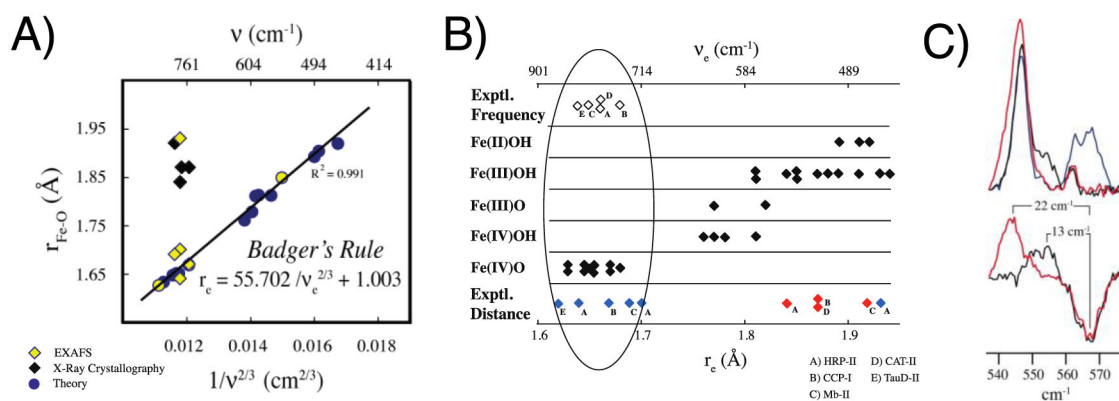 A)
ν (cm⁻¹)
761 604 494 414
1.95
1.85
1.75
1.65
r_Fe-O (Å)
R² = 0.991
Badger's Rule
r_e = 55.702 /ν_e^2/3 + 1.003
0.012 0.014 0.016 0.018
1/ν^2/3 (cm^2/3)
EXAFS
X-Ray Crystallography
Theory
B)
ν_e (cm⁻¹)
901 714 584 489
Exptl.
Frequency
D
E C A B
Fe(II)OH
Fe(III)OH
Fe(III)O
Fe(IV)OH
Fe(IV)O
Exptl.
Distance
E A B C A A B D C A
1.6 1.7 1.8 1.9
r_e (Å)
A) HRP-II
B) CCP-I
C) Mb-II
D) CAT-II
E) TauD-II
C)
22 cm⁻¹
13 cm⁻¹
540 550 560 570
cm⁻¹